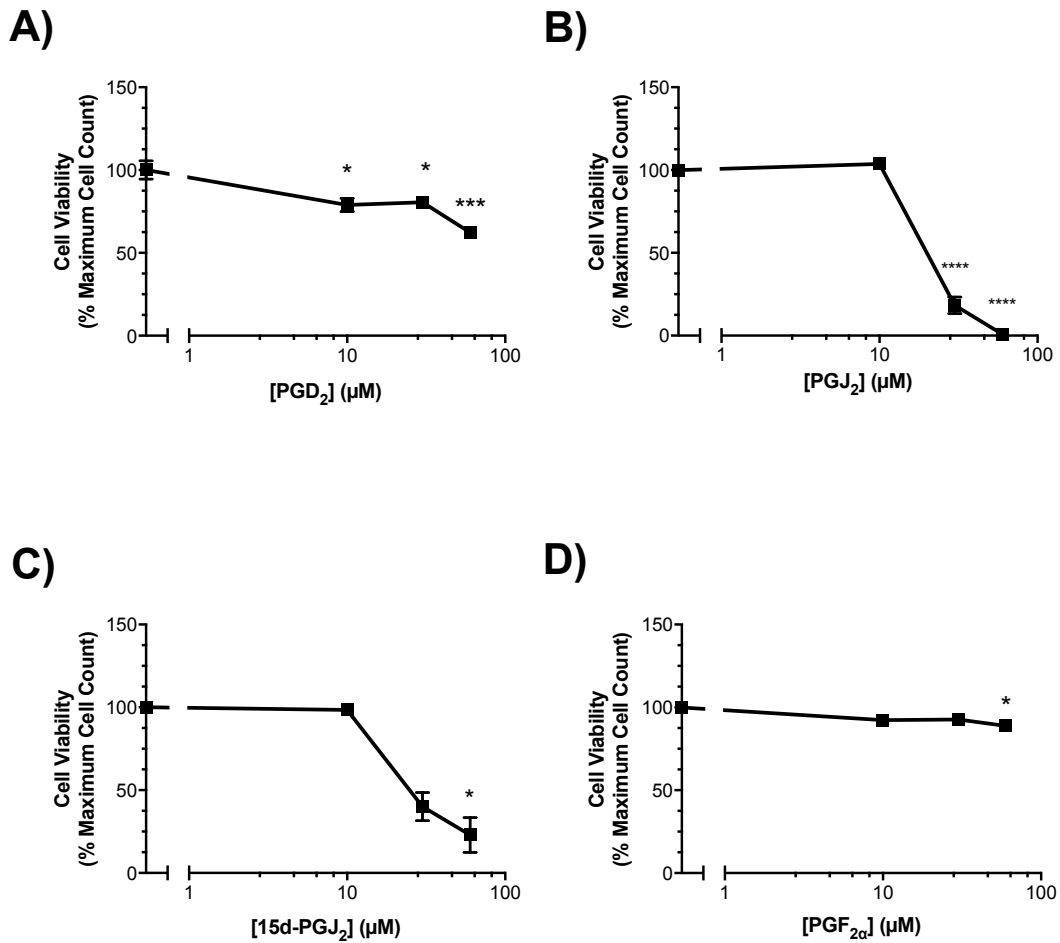 A)
Cell Viability
(% Maximum Cell Count)
150
100
50
0
*
*
***
1
10
100
[PGD₂] (µM)
B)
Cell Viability
(% Maximum Cell Count)
150
100
50
0
****
****
1
10
100
[PGJ₂] (µM)
C)
Cell Viability
(% Maximum Cell Count)
150
100
50
0
*
1
10
100
[15d-PGJ₂] (µM)
D)
Cell Viability
(% Maximum Cell Count)
150
100
50
0
*
1
10
100
[PGF₂α] (µM)